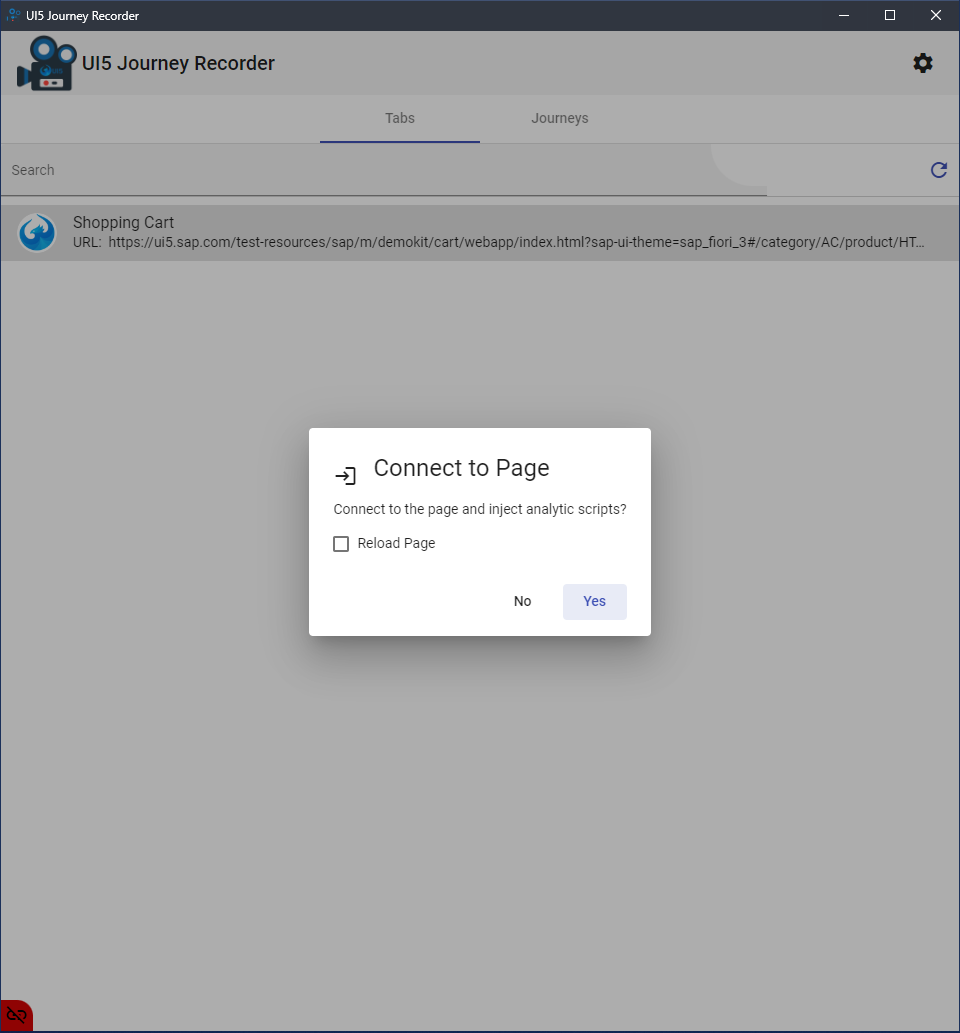 UI5 Journey Recorder
UI5 Journey Recorder
Tabs
Journeys
Search
Shopping Cart
URL: https://ui5.sap.com/test-resources/sap/m/demokit/cart/webapp/index.html?sap-ui-theme=sap_fiori_3#/category/AC/product/HT...
Connect to Page
Connect to the page and inject analytic scripts?
Reload Page
No
Yes